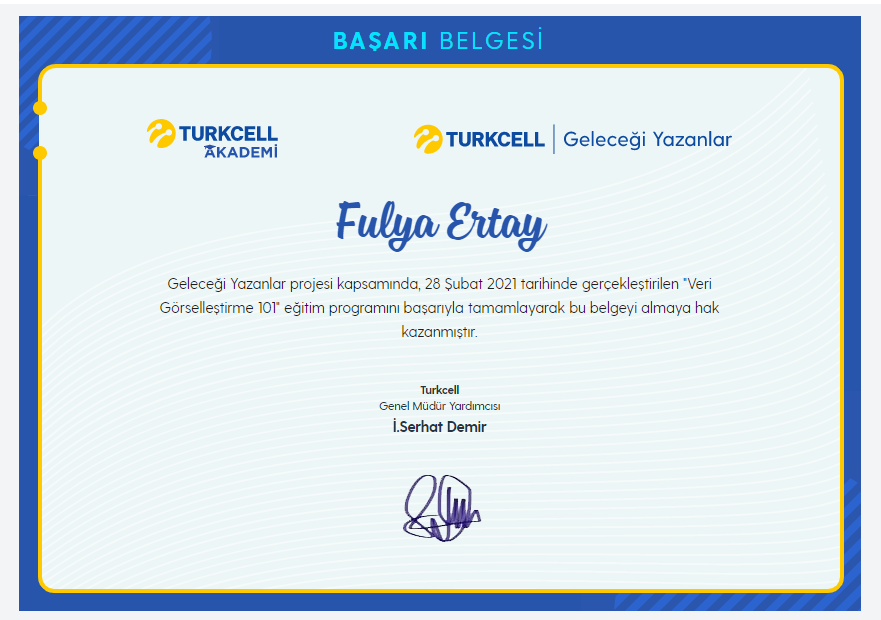 BAŞARI BELGESİ
TURKCELL
AKADEMİ
TURKCELL | Geleceği Yazanlar
Fulya Ertay
Geleceği Yazanlar projesi kapsamında, 28 Şubat 2021 tarihinde gerçekleştirilen "Veri
Görselleştirme 101" eğitim programını başarıyla tamamlayarak bu belgeyi almaya hak
kazanmıştır.
Turkcell
Genel Müdür Yardımcısı
İ.Serhat Demir